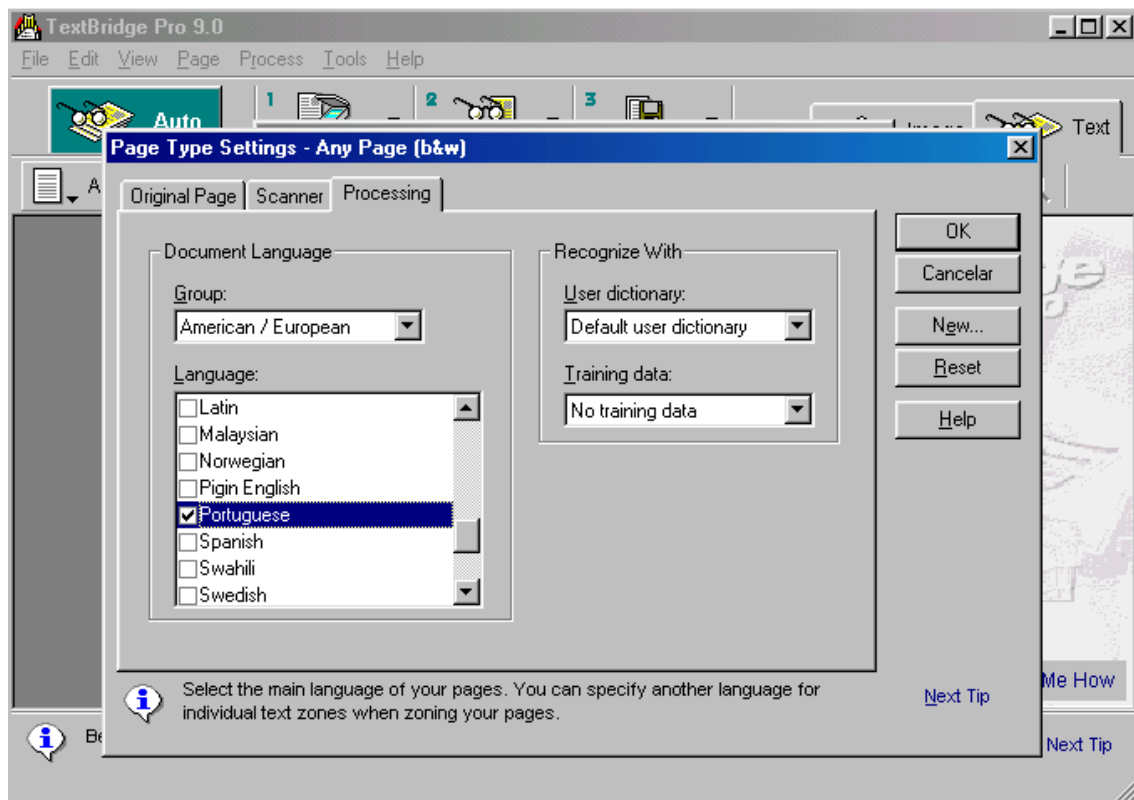 TextBridge Pro 9.0
File Edit View Page Process Tools Help
Auto
1
2
3
Text
Page Type Settings - Any Page (b&w)
A
Original Page Scanner Processing
Document Language
Group:
American / European
Language:
Latin
Malaysian
Norwegian
Pigin English
Portuguese
Spanish
Swahili
Swedish
Recognize With
User dictionary:
Default user dictionary
Training data:
No training data
OK
Cancelar
New...
Reset
Help
Select the main language of your pages. You can specify another language for
individual text zones when zoning your pages.
Next Tip
Me How
Be
Next Tip